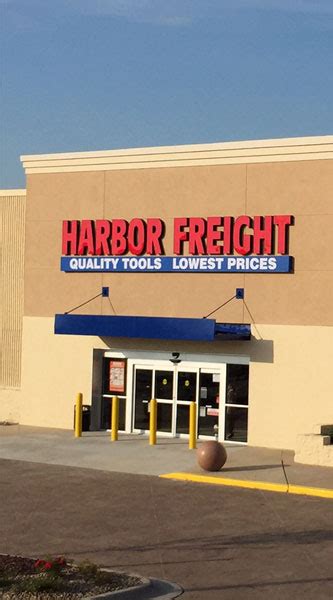 HARBOR FREIGHT
QUALITY TOOLS LOWEST PRICES